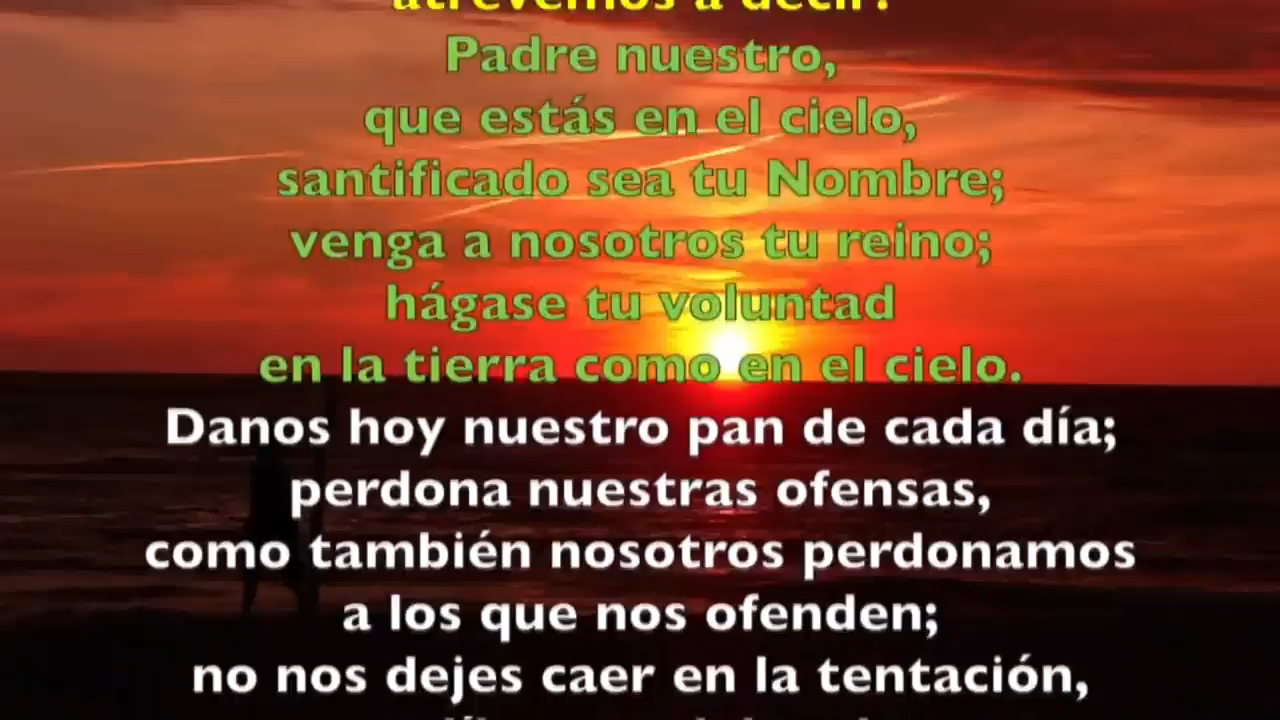 atrevemos a decir:
Padre nuestro,
que estás en el cielo,
santificado sea tu Nombre;
venga a nosotros tu reino;
hágase tu voluntad
en la tierra como en el cielo.
Danos hoy nuestro pan de cada día;
perdona nuestras ofensas,
como también nosotros perdonamos
a los que nos ofenden;
no nos dejes caer en la tentación,